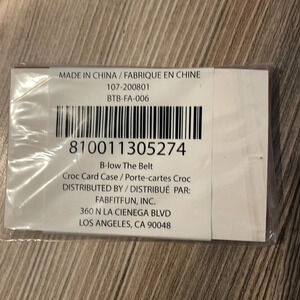 MADE IN CHINA / FABRIQUE EN CHINE
107-200801
BTB-FA-006
810011305274
B-low The Belt
Croc Card Case / Porte-cartes Croc
DISTRIBUTED BY / DISTRIBUÉ PAR:
FABFITFUN, INC.
360 N LA CIENEGA BLVD
LOS ANGELES, CA 90048